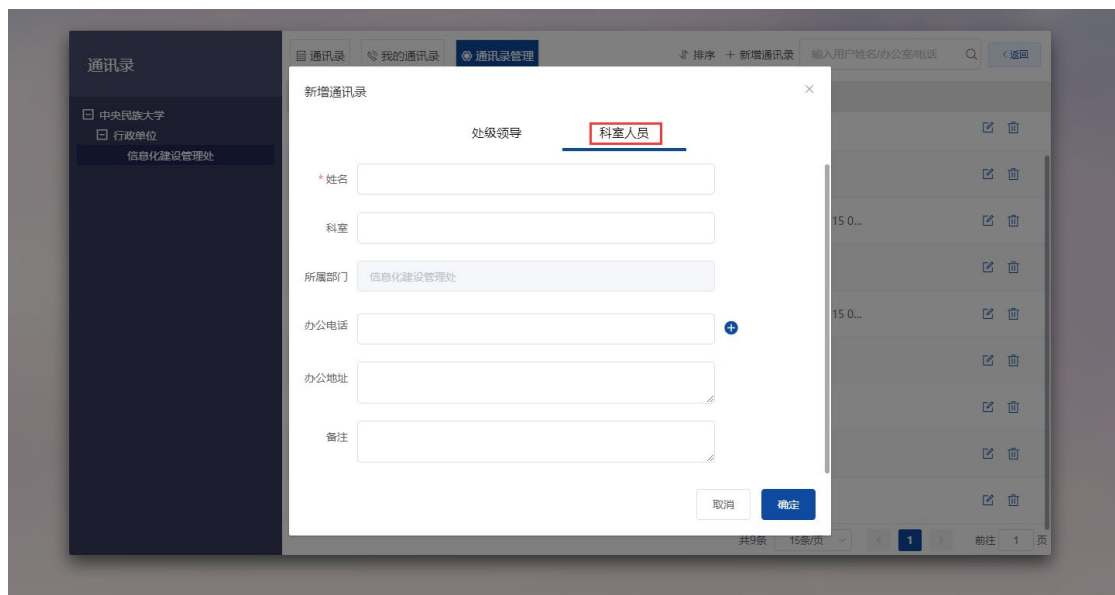 通讯录
通讯录 我的通讯录 通讯录管理 排序 新增通讯录 输入用户姓名/办公室/电话 返回
中央民族大学
行政单位
信息化建设管理处
新增通讯录
处级领导 科室人员
* 姓名
科室
所属部门 信息化建设管理处
办公电话
办公地址
备注
取消 确定
15 0...
15 0...
共9条 15条/页 1 前往 1 页